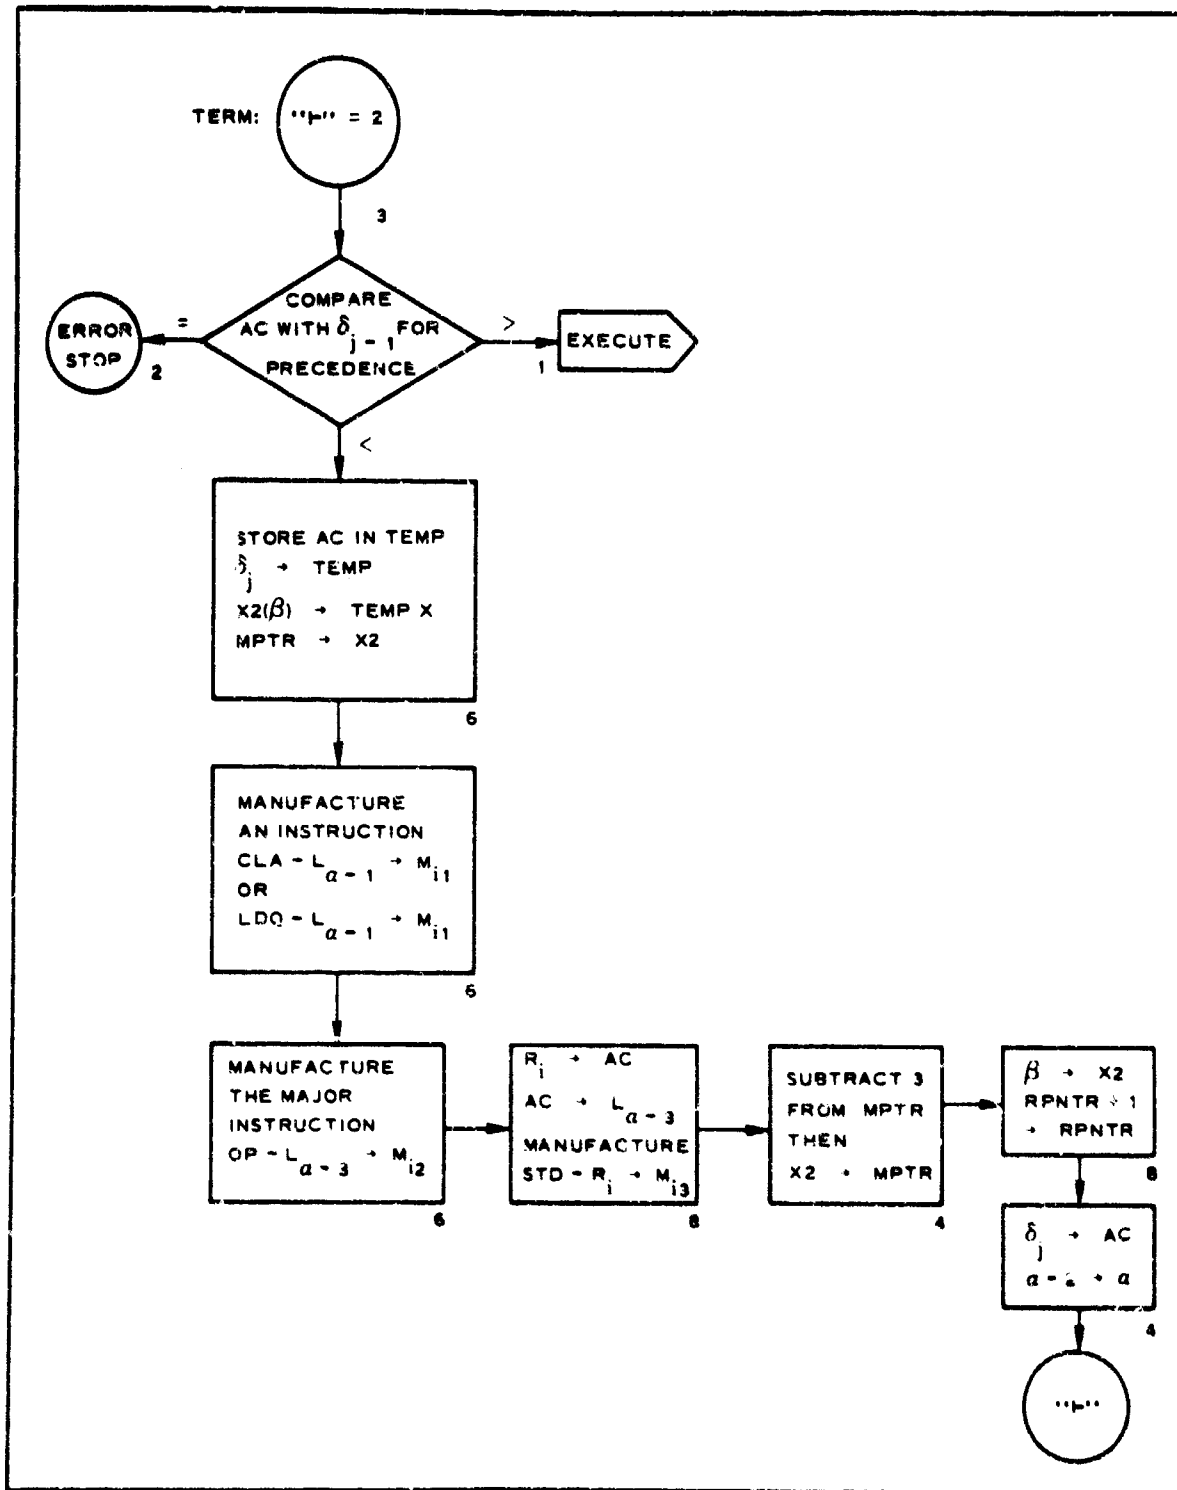 TERM: "⊢" = 2
3
COMPARE
AC WITH δj-1 FOR
PRECEDENCE
=
ERROR
STOP
2
>
1
EXECUTE
<
STORE AC IN TEMP
δj → TEMP
X2(β) → TEMP X
MPTR → X2
6
MANUFACTURE
AN INSTRUCTION
CLA - Lα-1 → Mi1
OR
LDQ - Lα-1 → Mi1
6
MANUFACTURE
THE MAJOR
INSTRUCTION
OP - Lα-3 → Mi2
6
Ri → AC
AC → Lα-3
MANUFACTURE
STD - Ri → Mi3
8
SUBTRACT 3
FROM MPTR
THEN
X2 → MPTR
4
β → X2
RPNTR + 1
→ RPNTR
8
δj → AC
α - 2 → α
4
"⊢"